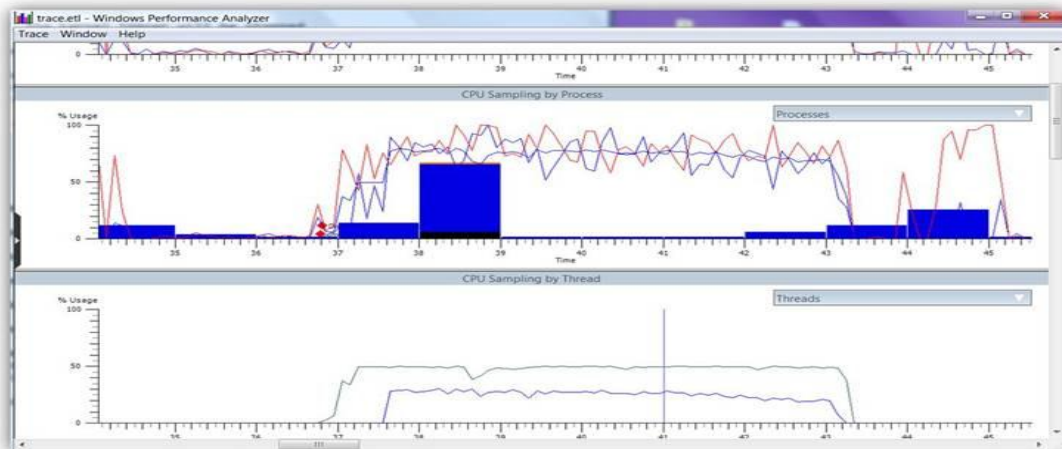 trace.etl - Windows Performance Analyzer
Trace Window Help
0
35 36 37 38 39 40 41 42 43 44 45
Time
CPU Sampling by Process
% Usage
Processes
100
50
0
35 36 37 38 39 40 41 42 43 44 45
Time
CPU Sampling by Thread
% Usage
Threads
100
50
0
35 36 37 38 39 40 41 42 43 44 45